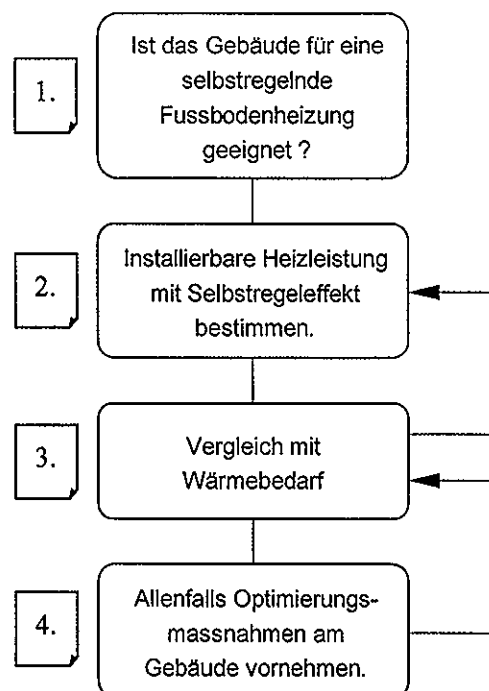 1.
Ist das Gebäude für eine
selbstregelnde
Fussbodenheizung
geeignet ?
2.
Installierbare Heizleistung
mit Selbstregeleffekt
bestimmen.
3.
Vergleich mit
Wärmebedarf
4.
Allenfalls Optimierungs-
massnahmen am
Gebäude vornehmen.